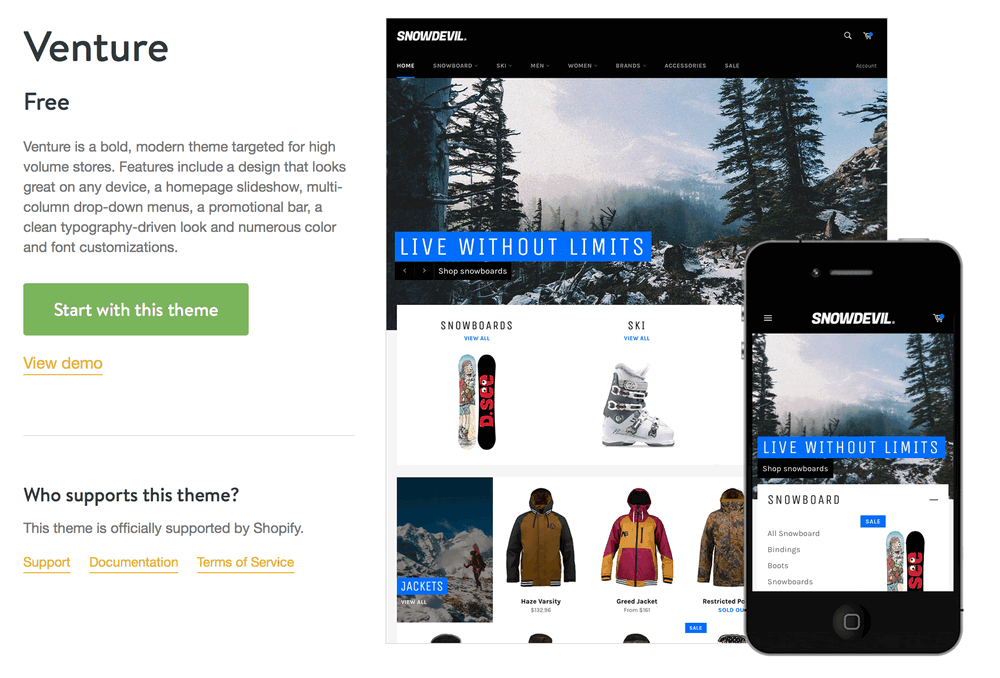 Venture
Free
Venture is a bold, modern theme targeted for high
volume stores. Features include a design that looks
great on any device, a homepage slideshow, multi-
column drop-down menus, a promotional bar, a
clean typography-driven look and numerous color
and font customizations.
Start with this theme
View demo
Who supports this theme?
This theme is officially supported by Shopify.
Support Documentation Terms of Service
SNOWDEVIL.
HOME SNOWBOARD SKI MEN WOMEN BRANDS ACCESSORIES SALE Account
LIVE WITHOUT LIMITS
Shop snowboards
SNOWBOARDS SKI
VIEW ALL VIEW ALL
D.SCE
JACKETS
VIEW ALL
Haze Varsity Greed Jacket Restricted Po
$132.96 From $161 SOLD OU
SALE
SNOWDEVIL.
LIVE WITHOUT LIMITS
Shop snowboards
SNOWBOARD
SALE
All Snowboard
Bindings
Boots
Snowboards